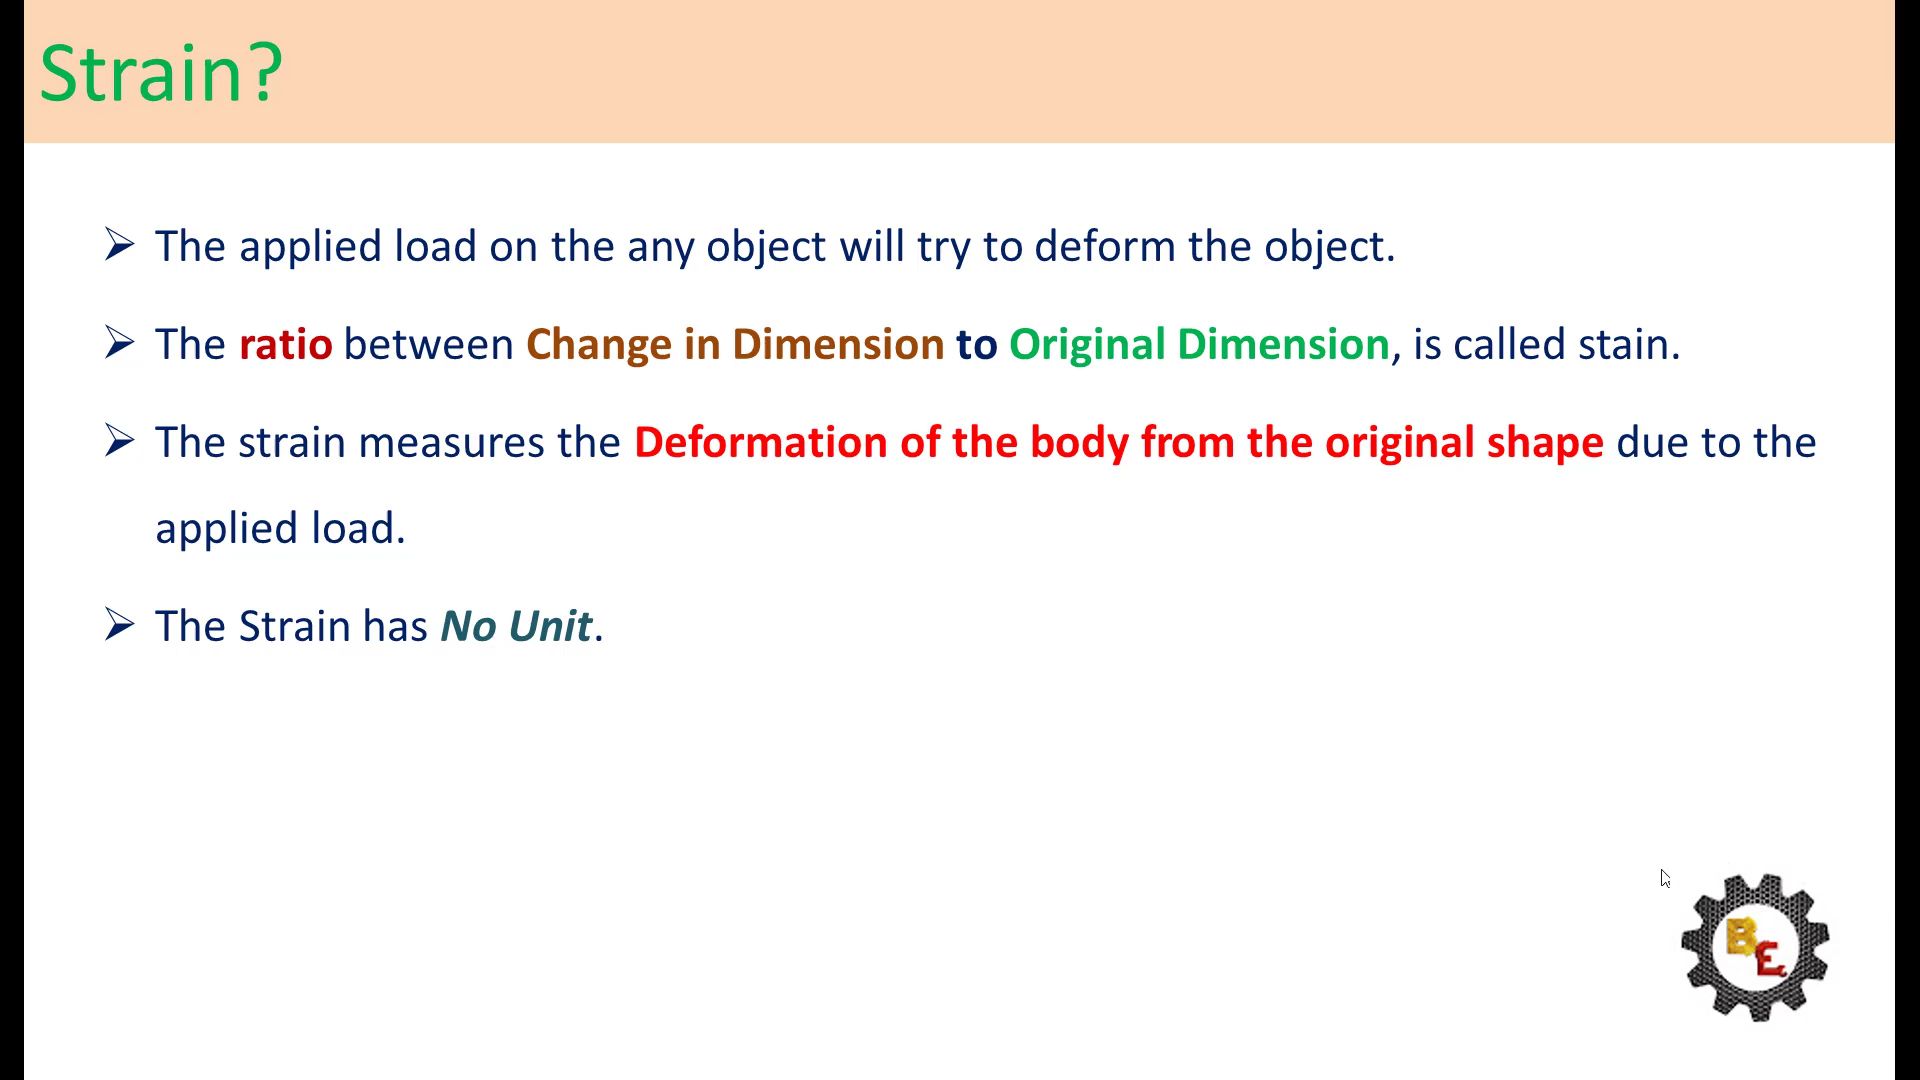 Strain?
➢ The applied load on the any object will try to deform the object.
➢ The ratio between Change in Dimension to Original Dimension, is called stain.
➢ The strain measures the Deformation of the body from the original shape due to the
applied load.
➢ The Strain has No Unit.
BE